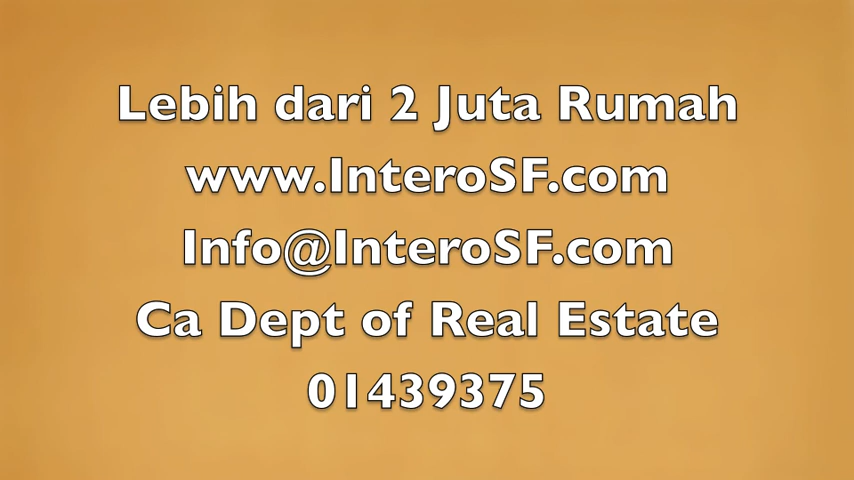 Lebih dari 2 Juta Rumah
www.InteroSF.com
Info@InteroSF.com
Ca Dept of Real Estate
01439375